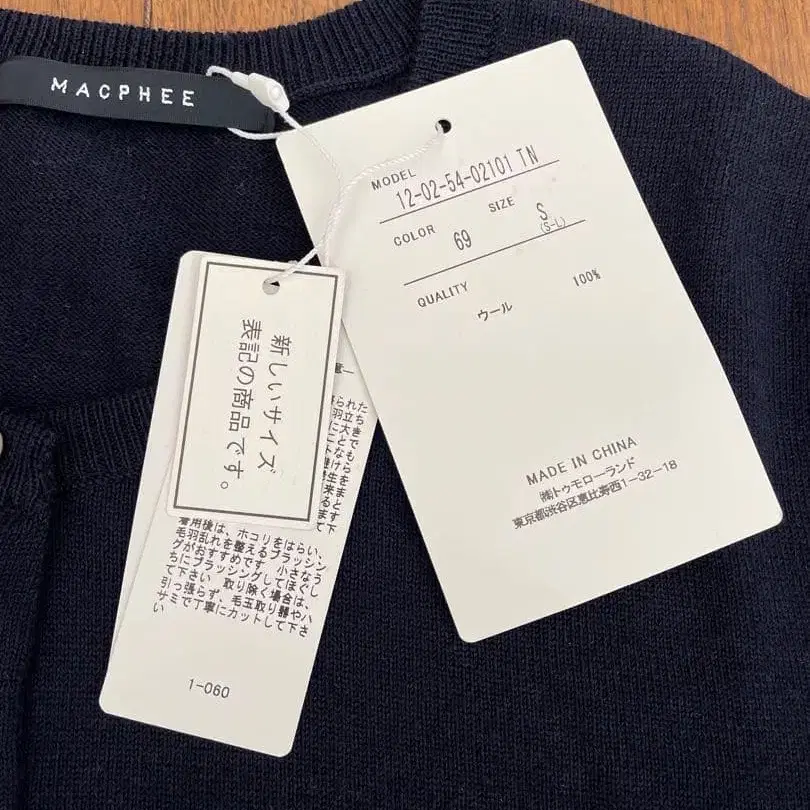 MACPHEE
MODEL 12-02-54-02101 TN
COLOR 69 SIZE S
(S-L)
QUALITY 100%
ウール
MADE IN CHINA
㈱トゥモローランド
東京都渋谷区恵比寿西1-32-18
新しいサイズ
表記の商品です。
着用後は、ホコリをはらい、
毛羽乱れを整えるブラッシン
グがおすすめです。小さなう
ちにブラッシングしてほぐし
て下さい。取り除く場合は、
引っ張らず、毛玉取り器やハ
サミで丁寧にカットして下さ
い
1-060